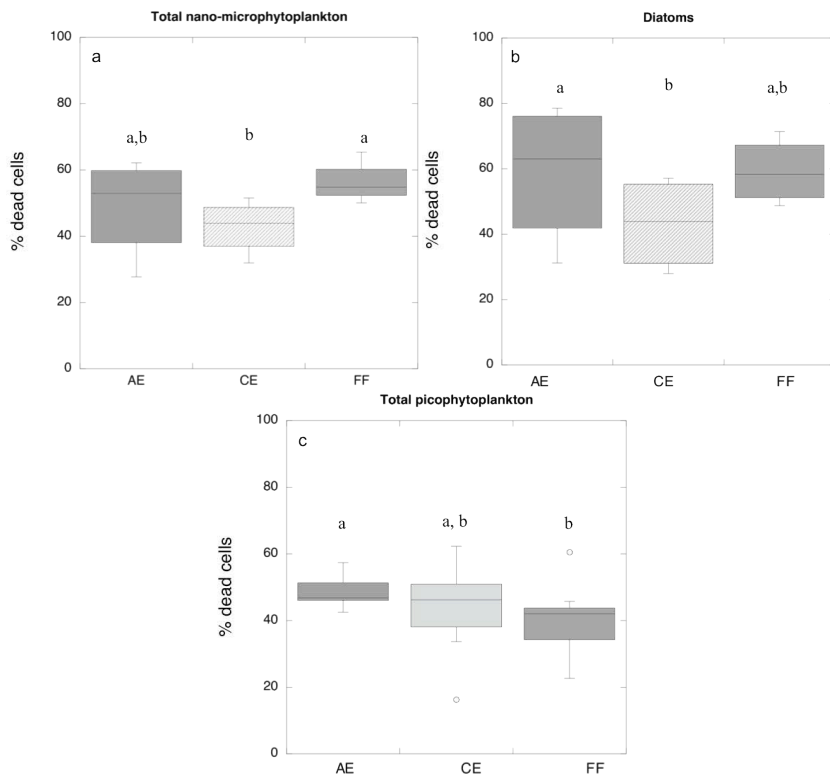 Total nano-microphytoplankton
a
100
80
60
40
20
0
% dead cells
a,b
b
a
AE
CE
FF
Diatoms
b
100
80
60
40
20
0
% dead cells
a
b
a,b
AE
CE
FF
Total picophytoplankton
c
100
80
60
40
20
0
% dead cells
a
a, b
b
AE
CE
FF